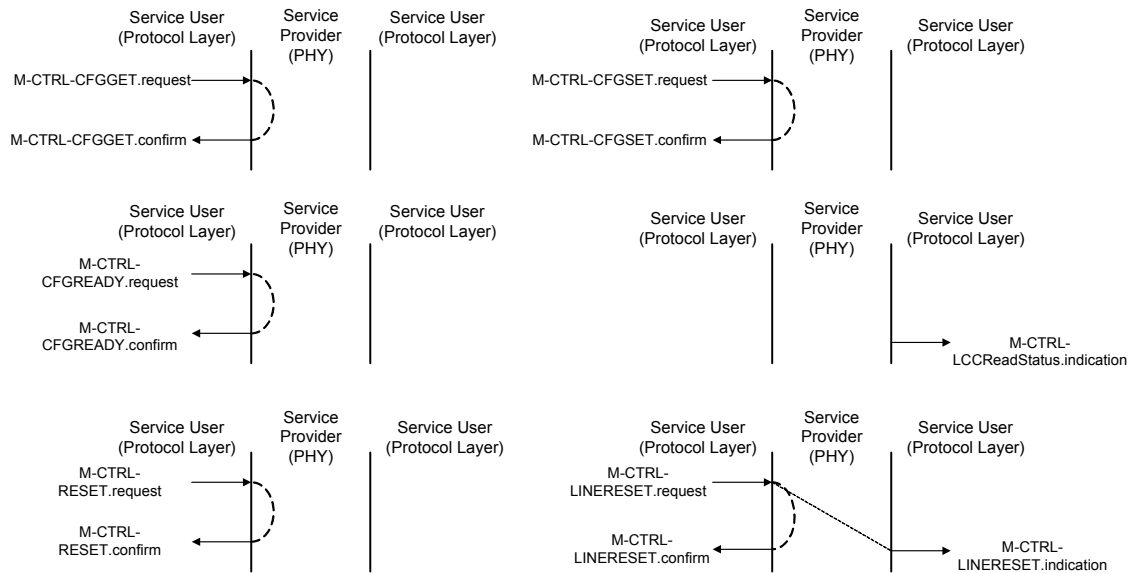 Service User
(Protocol Layer)
Service
Provider
(PHY)
Service User
(Protocol Layer)
M-CTRL-CFGGET.request
M-CTRL-CFGGET.confirm
Service User
(Protocol Layer)
Service
Provider
(PHY)
Service User
(Protocol Layer)
M-CTRL-CFGSET.request
M-CTRL-CFGSET.confirm
Service User
(Protocol Layer)
Service
Provider
(PHY)
Service User
(Protocol Layer)
M-CTRL-
CFGREADY.request
M-CTRL-
CFGREADY.confirm
Service User
(Protocol Layer)
Service
Provider
(PHY)
Service User
(Protocol Layer)
M-CTRL-
LCCReadStatus.indication
Service User
(Protocol Layer)
Service
Provider
(PHY)
Service User
(Protocol Layer)
M-CTRL-
RESET.request
M-CTRL-
RESET.confirm
Service User
(Protocol Layer)
Service
Provider
(PHY)
Service User
(Protocol Layer)
M-CTRL-
LINERESET.request
M-CTRL-
LINERESET.confirm
M-CTRL-
LINERESET.indication